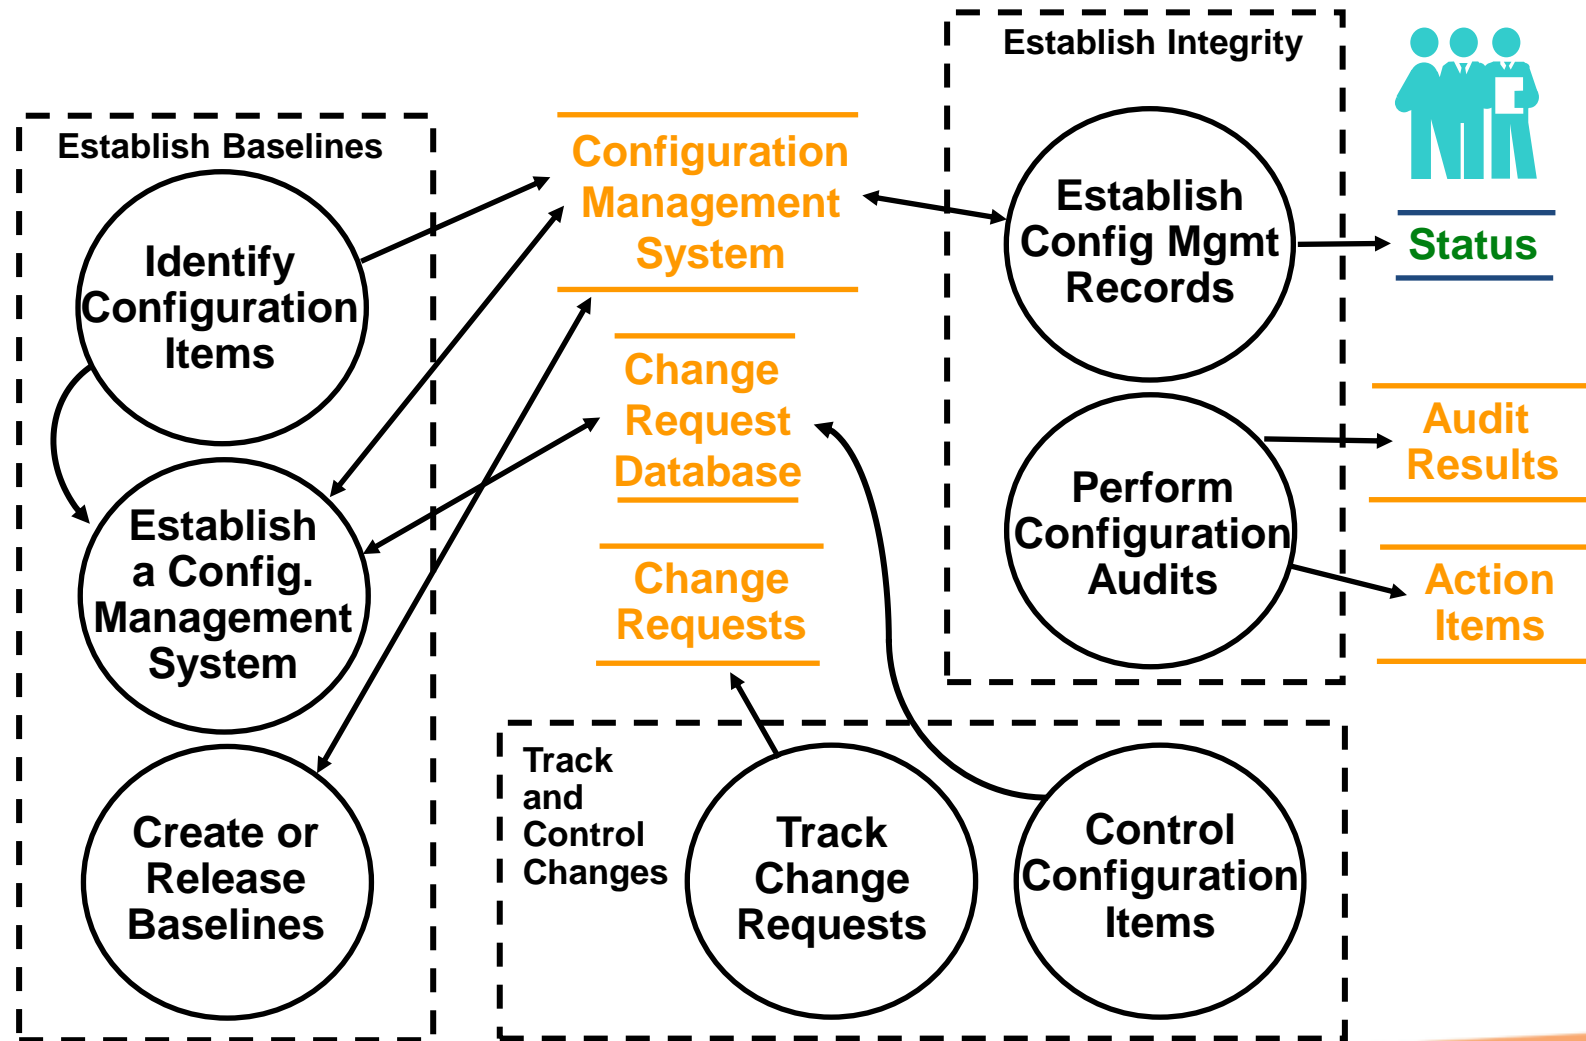 Establish Baselines
Identify
Configuration
Items
Establish
a Config.
Management
System
Create or
Release
Baselines
Configuration
Management
System
Change
Request
Database
Change
Requests
Establish Integrity
Establish
Config Mgmt
Records
Perform
Configuration
Audits
Status
Audit
Results
Action
Items
Track
and
Control
Changes
Track
Change
Requests
Control
Configuration
Items